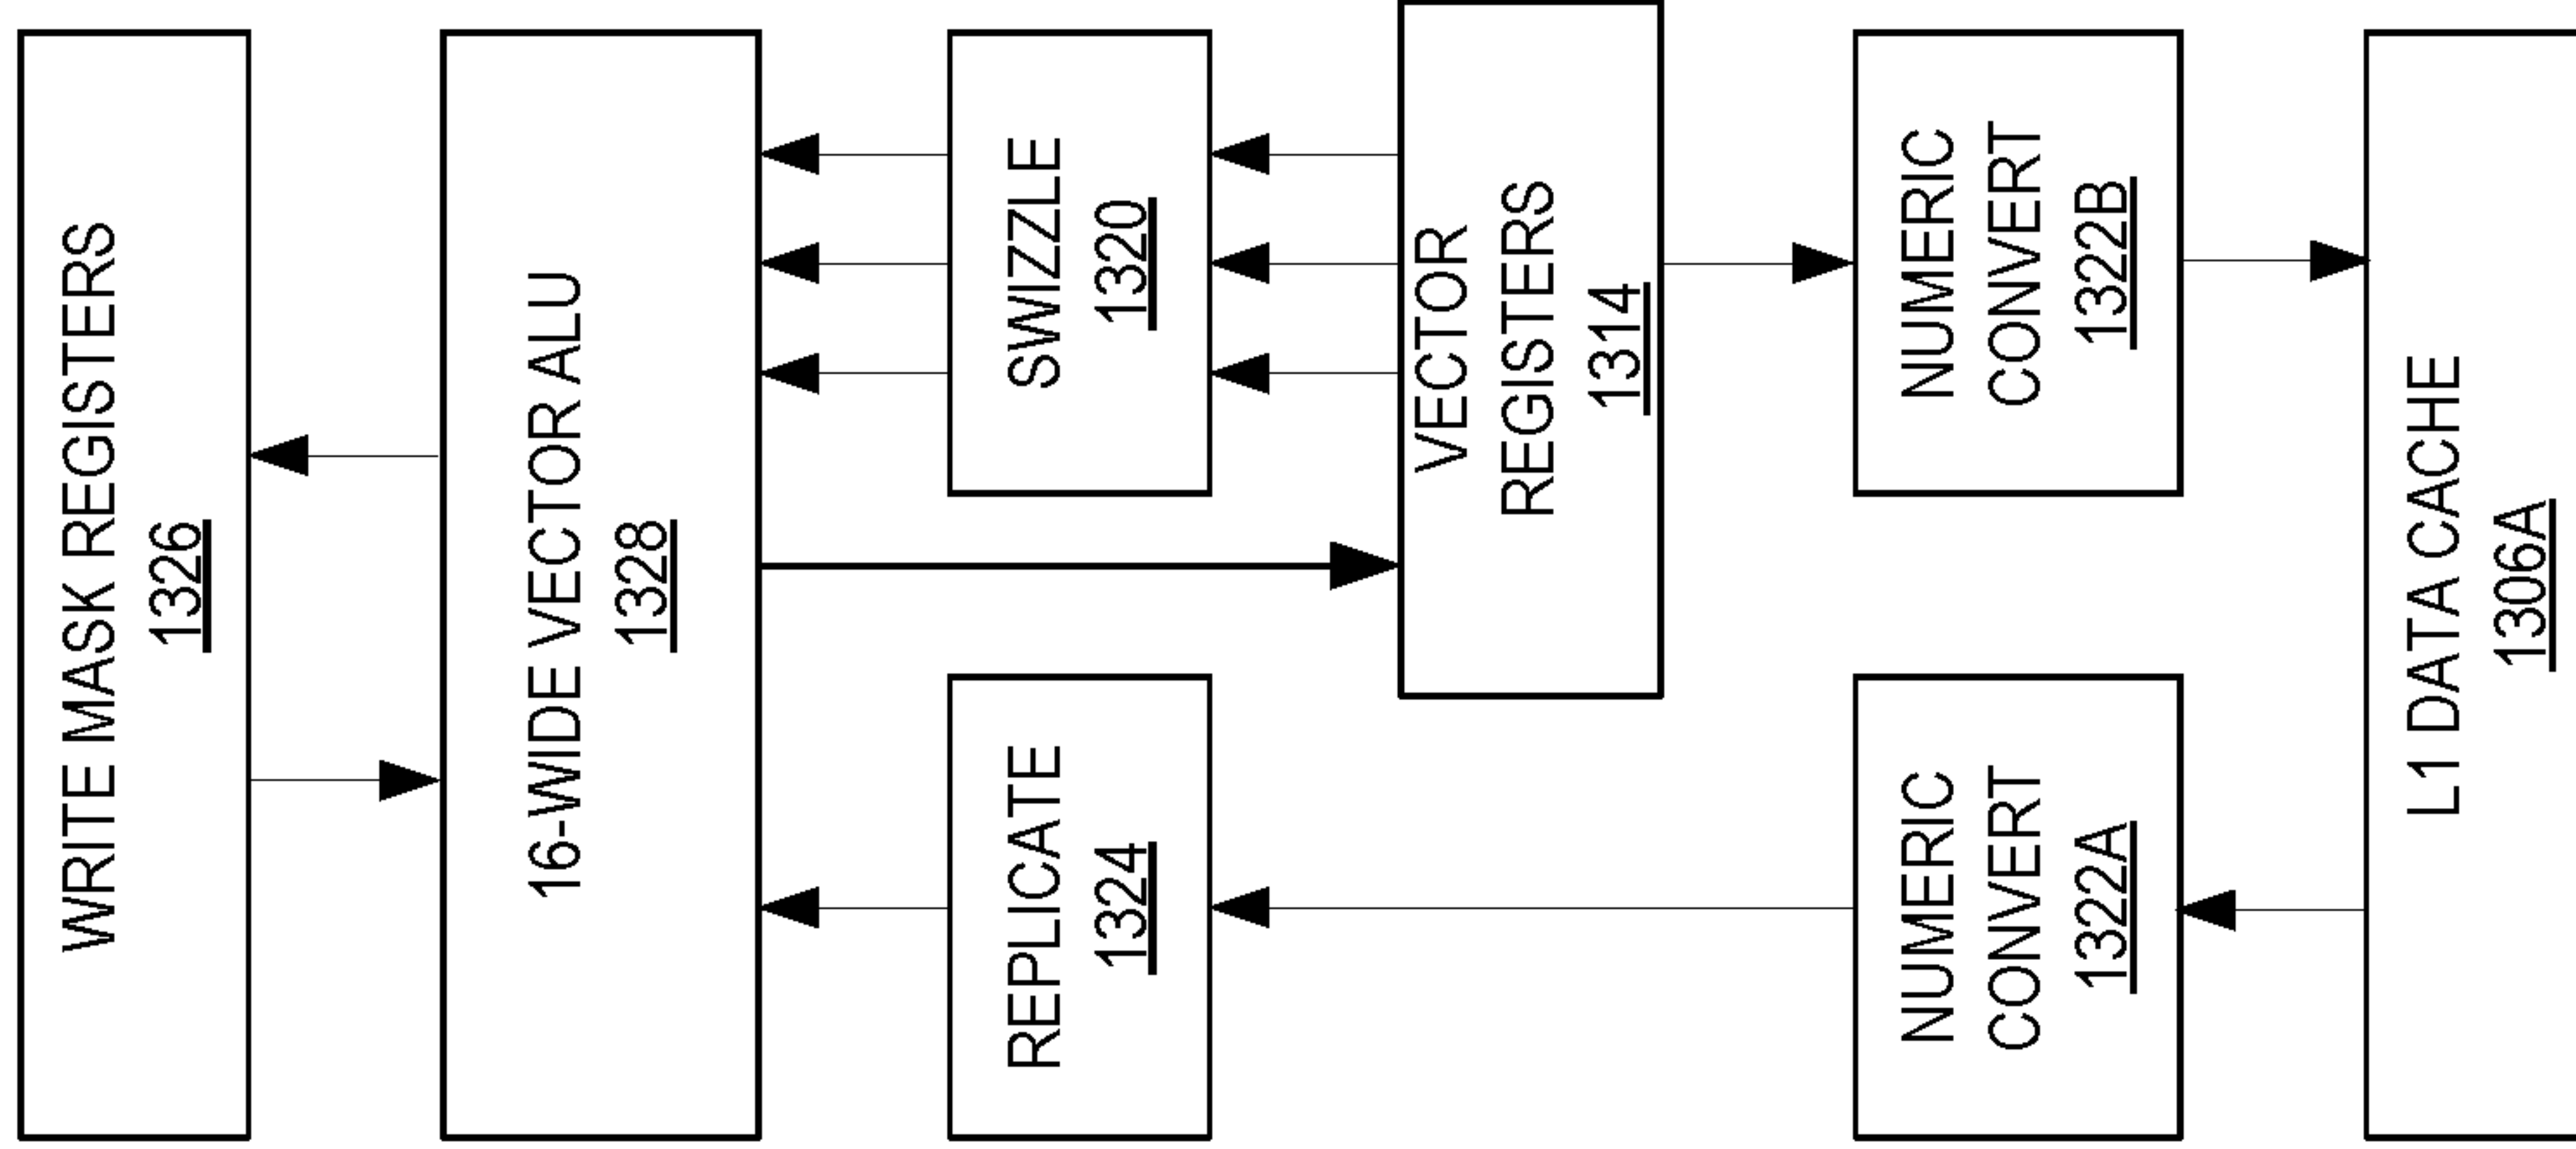 WRITE MASK REGISTERS
1326
16-WIDE VECTOR ALU
1328
REPLICATE
1324
SWIZZLE
1320
VECTOR
REGISTERS
1314
NUMERIC
CONVERT
1322A
NUMERIC
CONVERT
1322B
L1 DATA CACHE
1306A